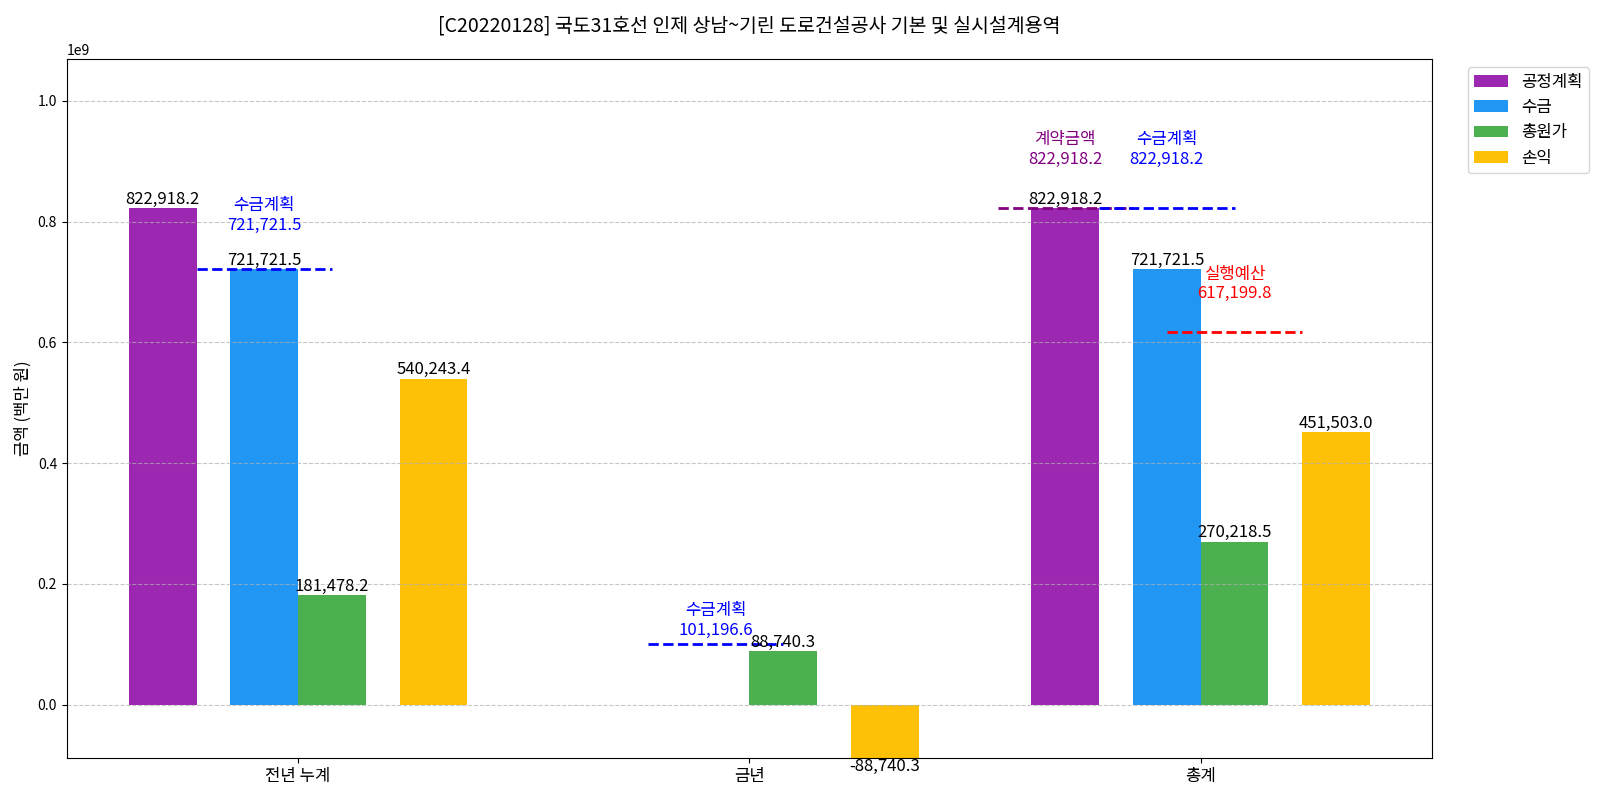 [C20220128] 국도31호선 인제 상남~기린 도로건설공사 기본 및 실시설계용역
1e9
금액 (백만 원)
1.0
0.8
0.6
0.4
0.2
0.0
822,918.2
수금계획
721,721.5
721,721.5
181,478.2
540,243.4
수금계획
101,196.6
88,740.3
-88,740.3
계약금액
822,918.2
수금계획
822,918.2
822,918.2
721,721.5
실행예산
617,199.8
270,218.5
451,503.0
전년 누계
금년
총계
공정계획
수금
총원가
손익